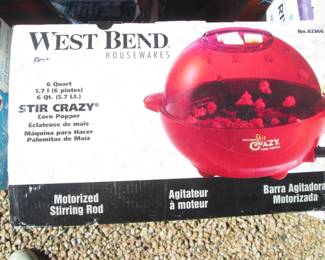 WEST BEND®
HOUSEWARES
No. 82306
6 Quart
5,7 l (6 pintes)
6 Qt. (5.7 Lt.)
STIR CRAZY®
Corn Popper
Éclateuse de maïs
Máquina para Hacer
Palomitas de Maíz
Stir
CRAZY
Motorized
Stirring Rod
Agitateur
à moteur
Barra Agitadora
Motorizada